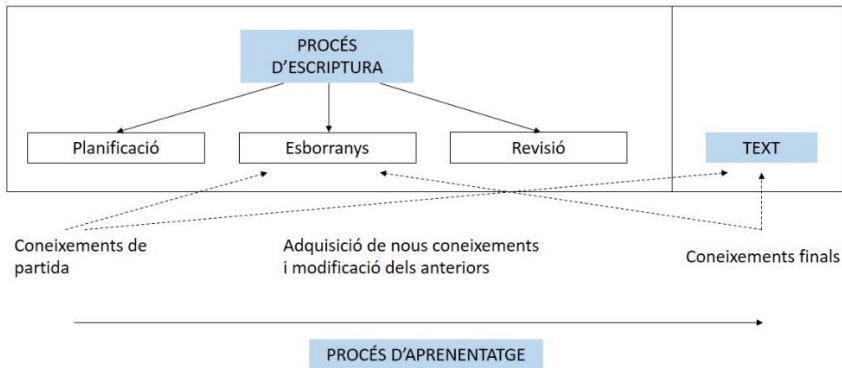 PROCÉS
D’ESCRIPTURA
Planificació
Esborranys
Revisió
TEXT
Coneixements de
partida
Adquisició de nous coneixements
i modificació dels anteriors
Coneixements finals
PROCÉS D’APRENENTATGE